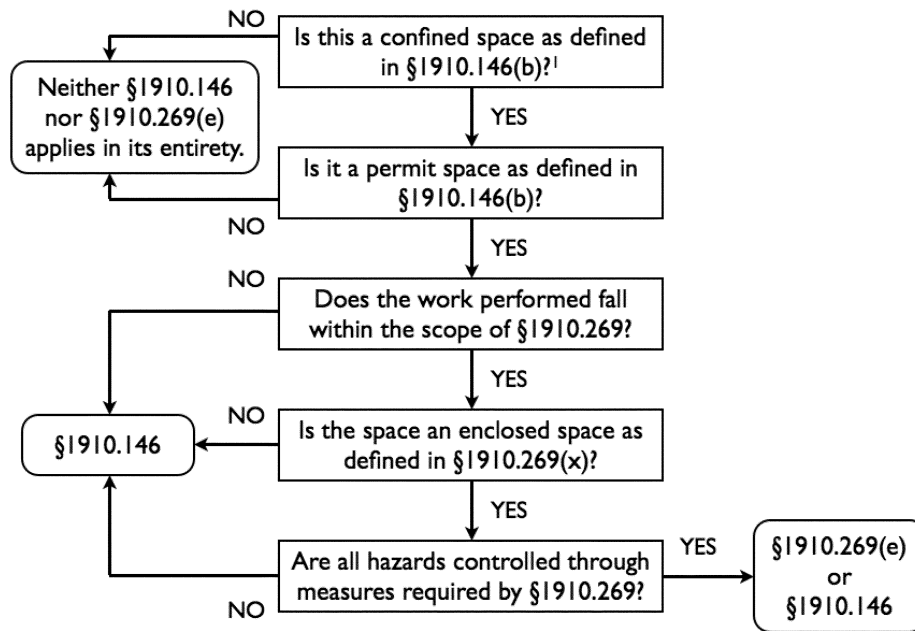 NO
Is this a confined space as defined
in §1910.146(b)?¹
Neither §1910.146
nor §1910.269(e)
applies in its entirety.
YES
Is it a permit space as defined in
§1910.146(b)?
NO
YES
NO
Does the work performed fall
within the scope of §1910.269?
YES
NO
§1910.146
Is the space an enclosed space as
defined in §1910.269(x)?
YES
Are all hazards controlled through
measures required by §1910.269?
YES
§1910.269(e)
or
§1910.146
NO